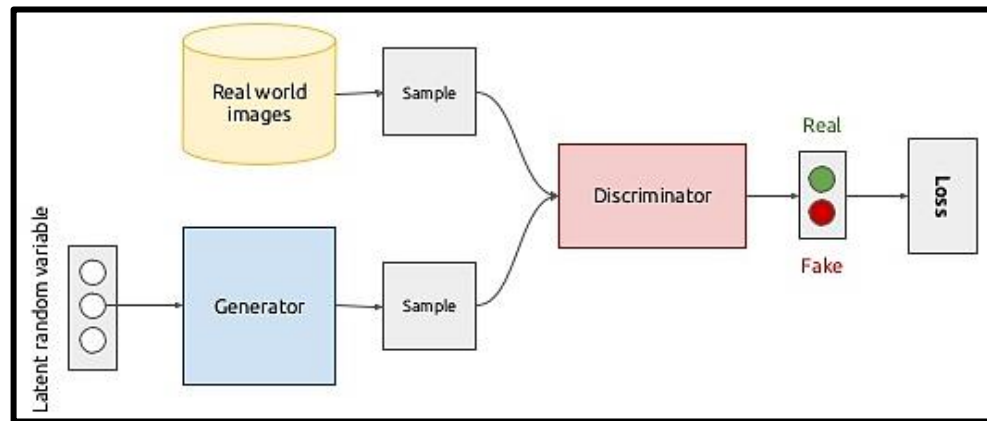 Real world
images
Sample
Real
Discriminator
Loss
Fake
Latent random variable
Generator
Sample